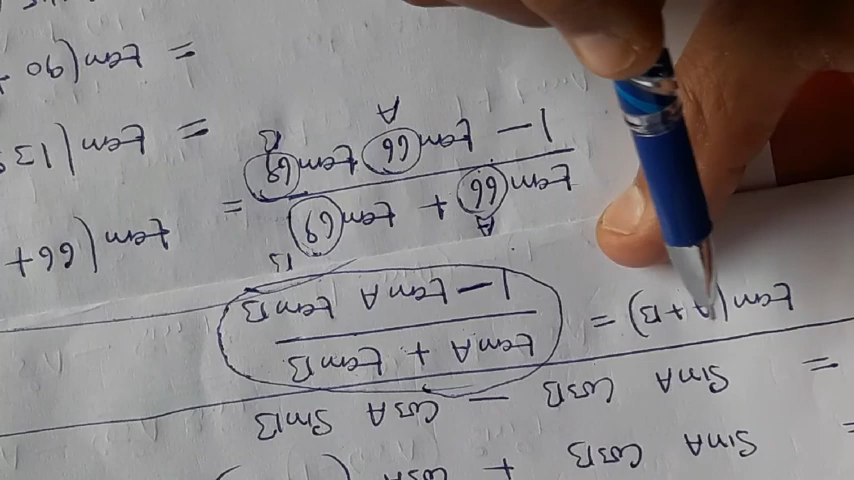 SinA CosB + CosA
= SinA CosB - CosA SinB
tan(A+B) = tanA + tanB
1 - tanA tanB
A B
tan 66 + tan 69 = tan(66+
1 - tan 66 tan 69
A B
= tan(13
= tan(90